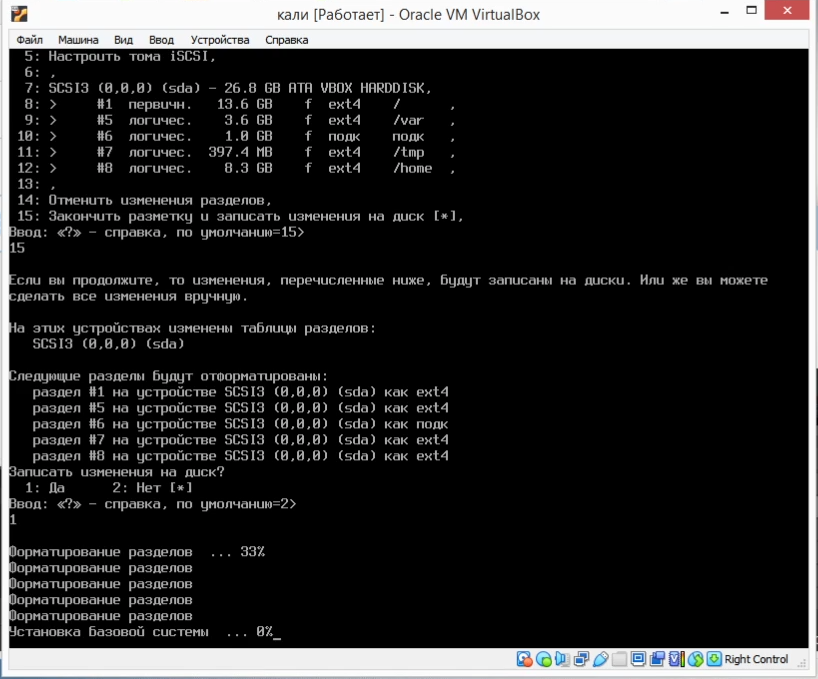 кали [Работает] - Oracle VM VirtualBox
Файл Машина Вид Ввод Устройства Справка
5: Настроить тома iSCSI,
6: ,
7: SCSI3 (0,0,0) (sda) - 26.8 GB ATA VBOX HARDDISK,
8: > #1 первичн. 13.6 GB f ext4 / ,
9: > #5 логичес. 3.6 GB f ext4 /var ,
10: > #6 логичес. 1.0 GB f подк подк ,
11: > #7 логичес. 397.4 MB f ext4 /tmp ,
12: > #8 логичес. 8.3 GB f ext4 /home ,
13: ,
14: Отменить изменения разделов,
15: Закончить разметку и записать изменения на диск [*],
Ввод: «?» - справка, по умолчанию=15>
15
Если вы продолжите, то изменения, перечисленные ниже, будут записаны на диски. Или же вы можете
сделать все изменения вручную.
На этих устройствах изменены таблицы разделов:
SCSI3 (0,0,0) (sda)
Следующие разделы будут отформатированы:
раздел #1 на устройстве SCSI3 (0,0,0) (sda) как ext4
раздел #5 на устройстве SCSI3 (0,0,0) (sda) как ext4
раздел #6 на устройстве SCSI3 (0,0,0) (sda) как подк
раздел #7 на устройстве SCSI3 (0,0,0) (sda) как ext4
раздел #8 на устройстве SCSI3 (0,0,0) (sda) как ext4
Записать изменения на диск?
1: Да 2: Нет [*]
Ввод: «?» - справка, по умолчанию=2>
1
Форматирование разделов ... 33%
Форматирование разделов
Форматирование разделов
Форматирование разделов
Форматирование разделов
Установка базовой системы ... 0%_
Right Control